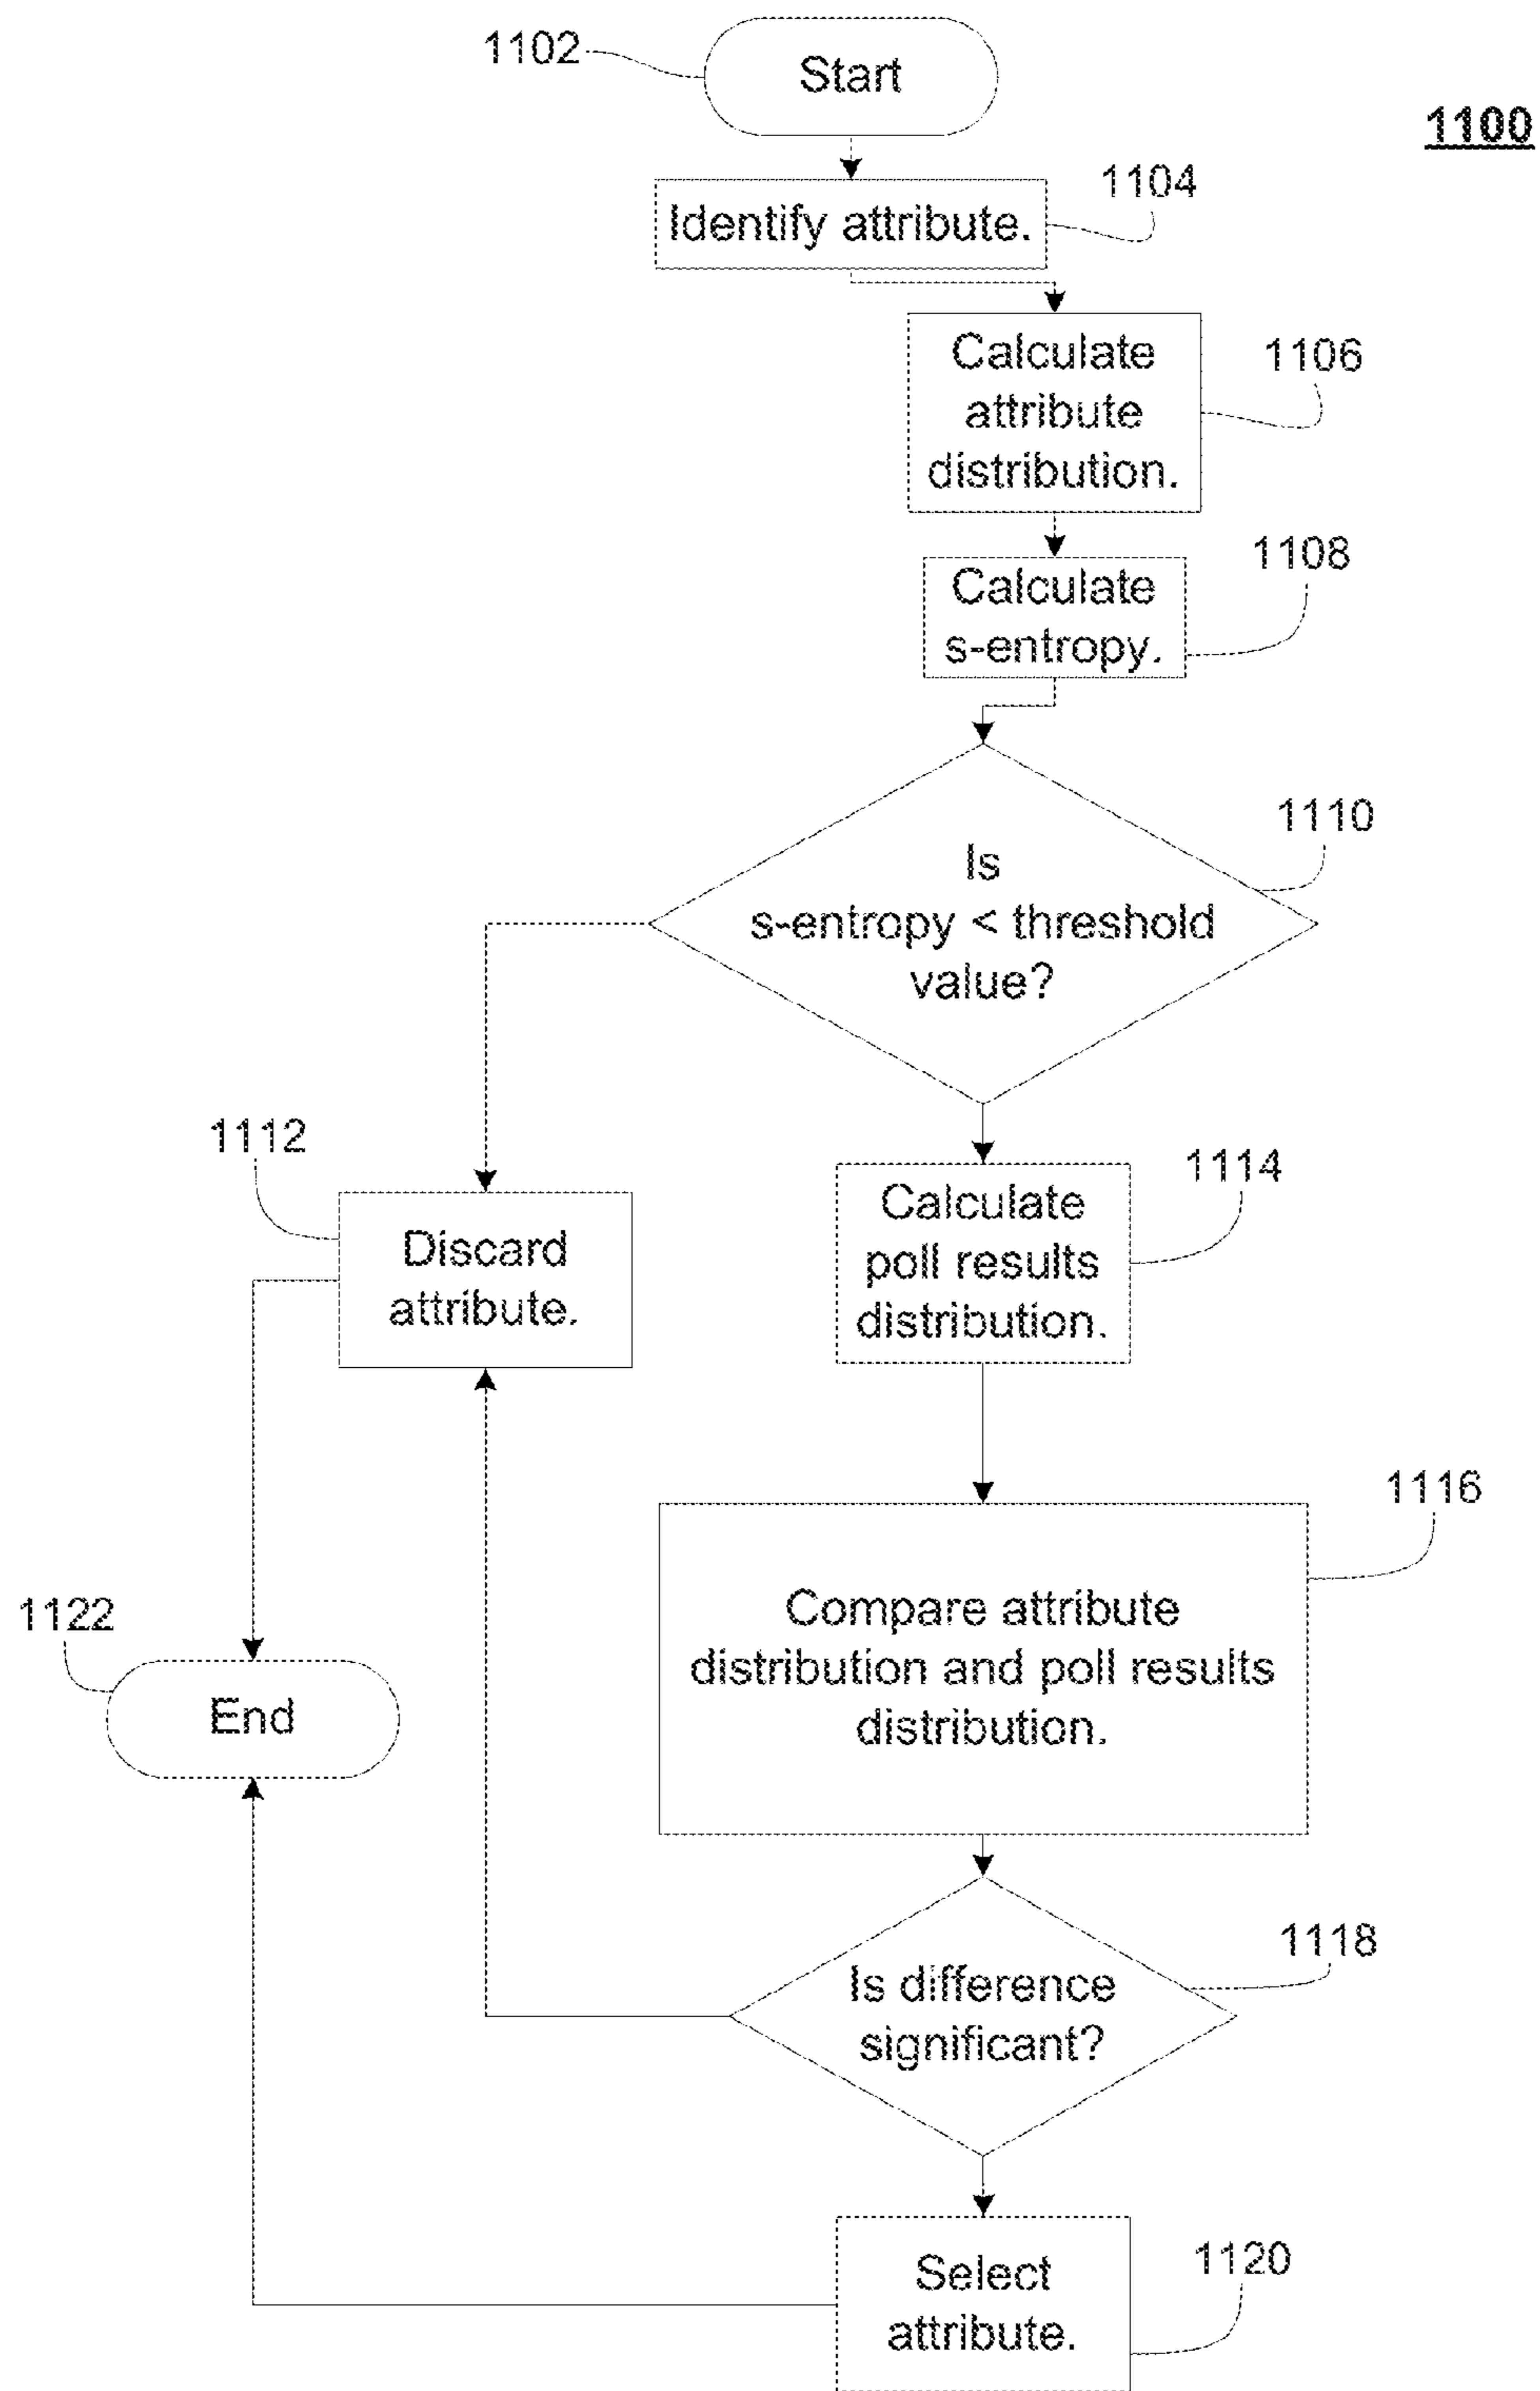 1102
Start
1100
1104
Identify attribute.
Calculate
attribute
distribution.
1106
1108
Calculate
s-entropy.
1110
Is
s-entropy < threshold
value?
1112
Discard
attribute.
1114
Calculate
poll results
distribution.
1116
Compare attribute
distribution and poll results
distribution.
1122
End
1118
Is difference
significant?
1120
Select
attribute.